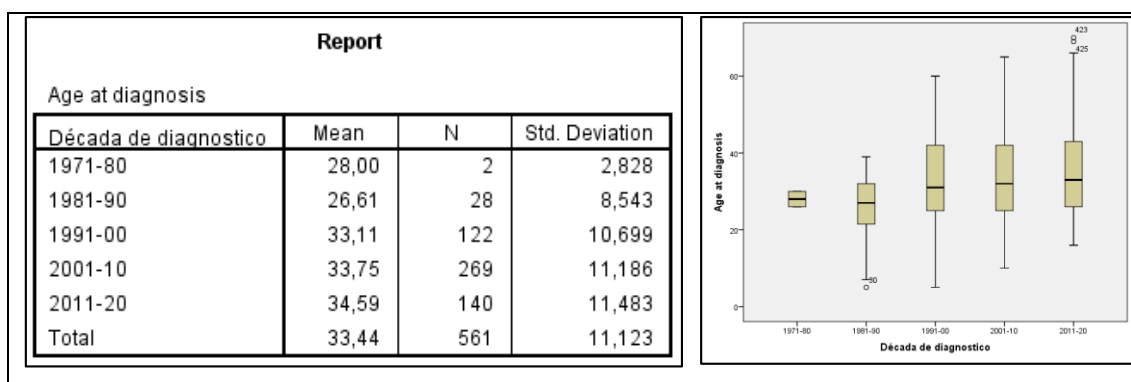 Report
Age at diagnosis
Década de diagnostico Mean N Std. Deviation
1971-80 28,00 2 2,828
1981-90 26,61 28 8,543
1991-00 33,11 122 10,699
2001-10 33,75 269 11,186
2011-20 34,59 140 11,483
Total 33,44 561 11,123
Age at diagnosis
60
40
20
0
423
425
30
1971-80 1981-90 1991-00 2001-10 2011-20
Década de diagnostico